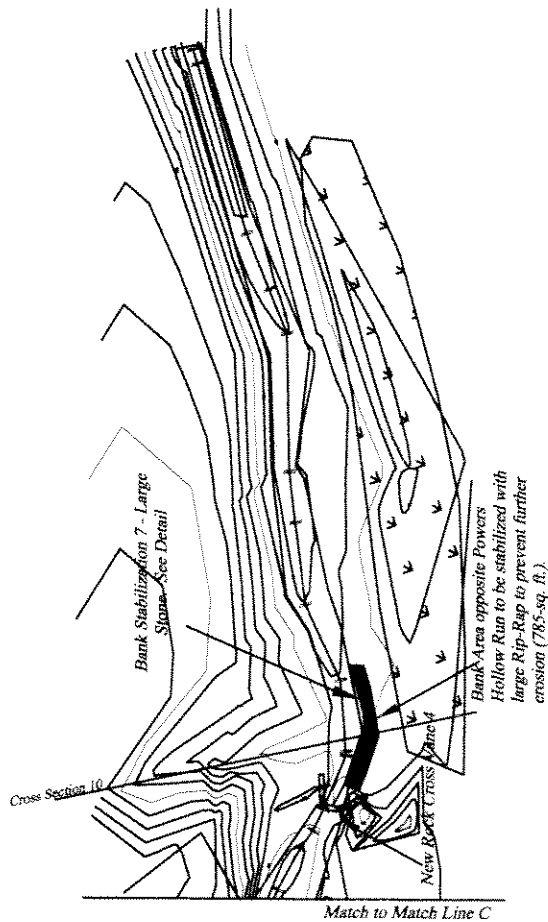 Bank Stabilization 7 - Large
Stone - See Detail
Cross Section 10
Bank Area opposite Powers
Hollow Run to be stabilized with
large Rip-Rap to prevent further
erosion (785-sq. ft.).
New Rock Cross Vane 4
Match to Match Line C